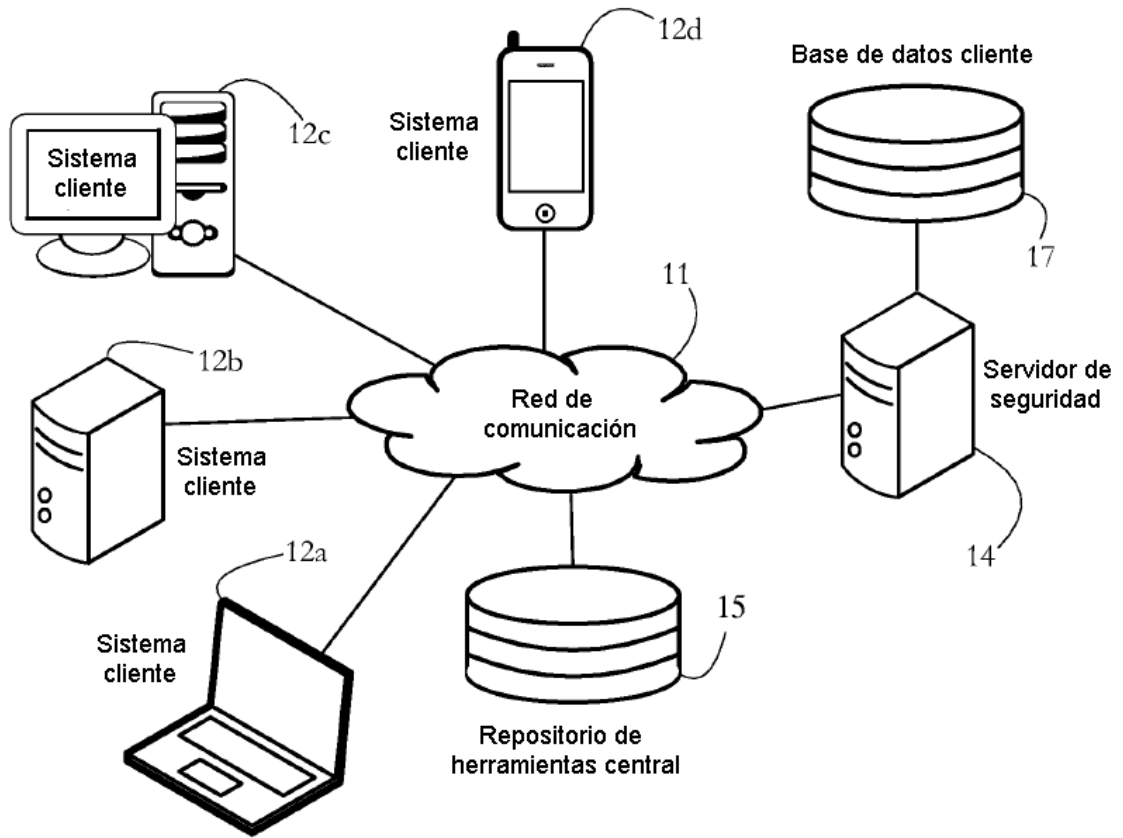 12d
Base de datos cliente
12c
Sistema
cliente
Sistema
cliente
17
11
12b
Red de
comunicación
Servidor de
seguridad
Sistema
cliente
14
12a
15
Sistema
cliente
Repositorio de
herramientas central